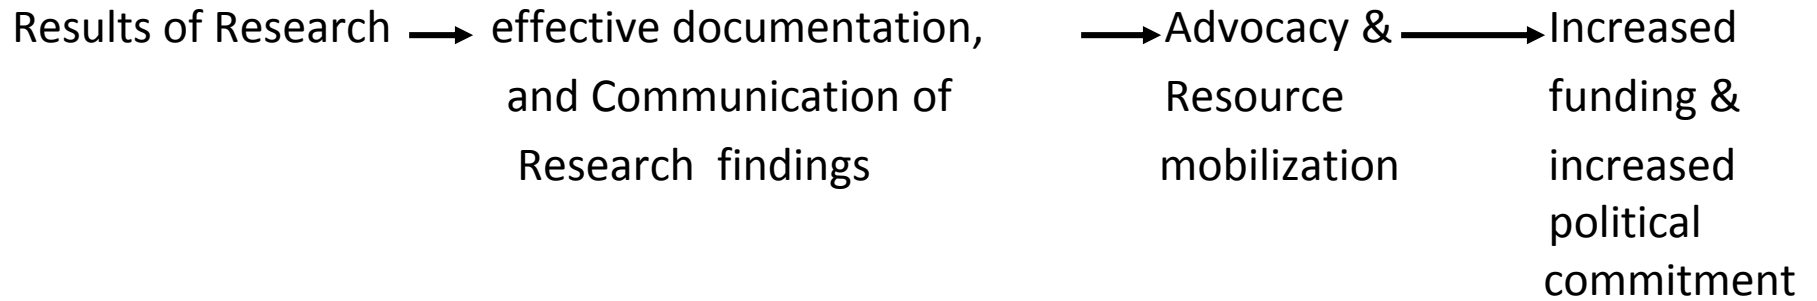 Results of Research → effective documentation, → Advocacy & → Increased
and Communication of Resource funding &
Research findings mobilization increased
political
commitment